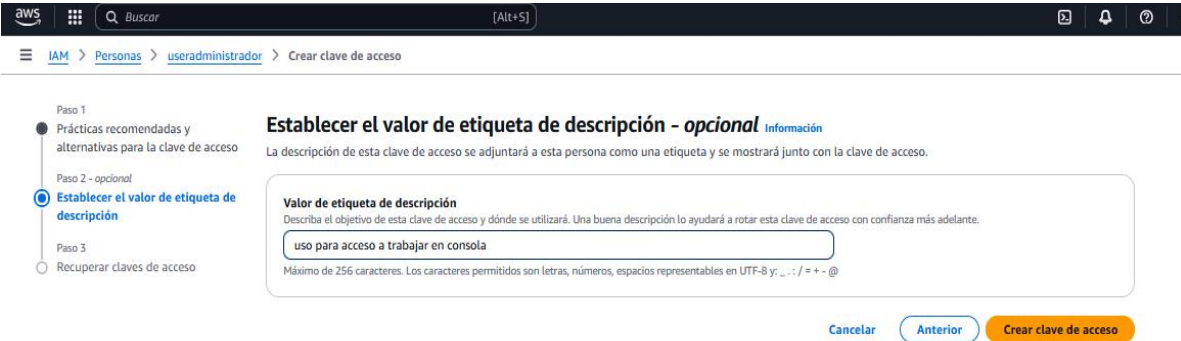 aws
Buscar [Alt+S]
IAM > Personas > useradministrador > Crear clave de acceso
Paso 1
Prácticas recomendadas y
alternativas para la clave de acceso
Paso 2 - opcional
Establecer el valor de etiqueta de
descripción
Paso 3
Recuperar claves de acceso
Establecer el valor de etiqueta de descripción - opcional Información
La descripción de esta clave de acceso se adjuntará a esta persona como una etiqueta y se mostrará junto con la clave de acceso.
Valor de etiqueta de descripción
Describa el objetivo de esta clave de acceso y dónde se utilizará. Una buena descripción lo ayudará a rotar esta clave de acceso con confianza más adelante.
uso para acceso a trabajar en consola
Máximo de 256 caracteres. Los caracteres permitidos son letras, números, espacios representables en UTF-8 y: _ . : / = + - @
Cancelar Anterior Crear clave de acceso